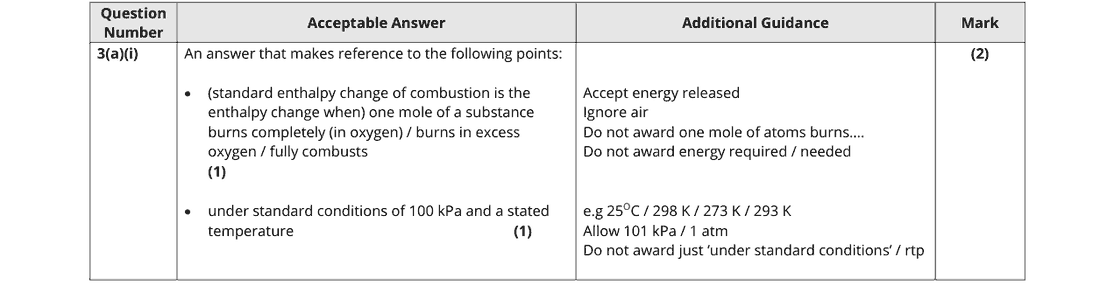 Question Number
Acceptable Answer
Additional Guidance
Mark
3(a)(i)
An answer that makes reference to the following points:
(2)
• (standard enthalpy change of combustion is the
enthalpy change when) one mole of a substance
burns completely (in oxygen) / burns in excess
oxygen / fully combusts
(1)
Accept energy released
Ignore air
Do not award one mole of atoms burns....
Do not award energy required / needed
• under standard conditions of 100 kPa and a stated
temperature (1)
e.g 25⁰C / 298 K / 273 K / 293 K
Allow 101 kPa / 1 atm
Do not award just ‘under standard conditions’ / rtp